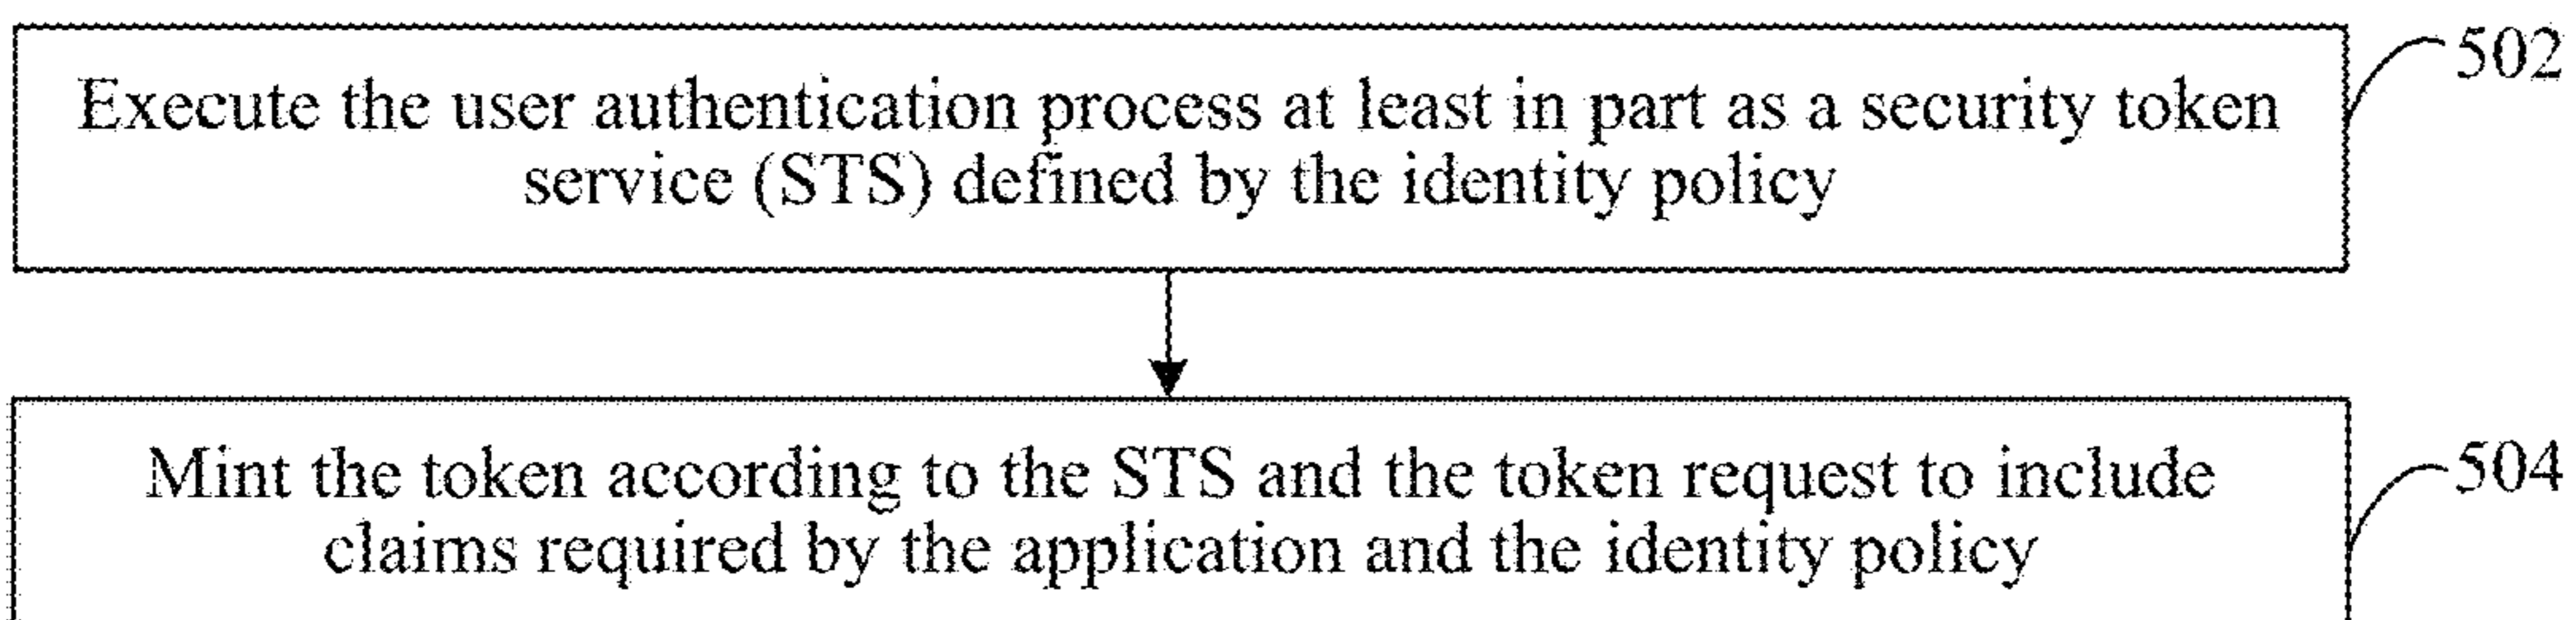 502
Execute the user authentication process at least in part as a security token
service (STS) defined by the identity policy
504
Mint the token according to the STS and the token request to include
claims required by the application and the identity policy